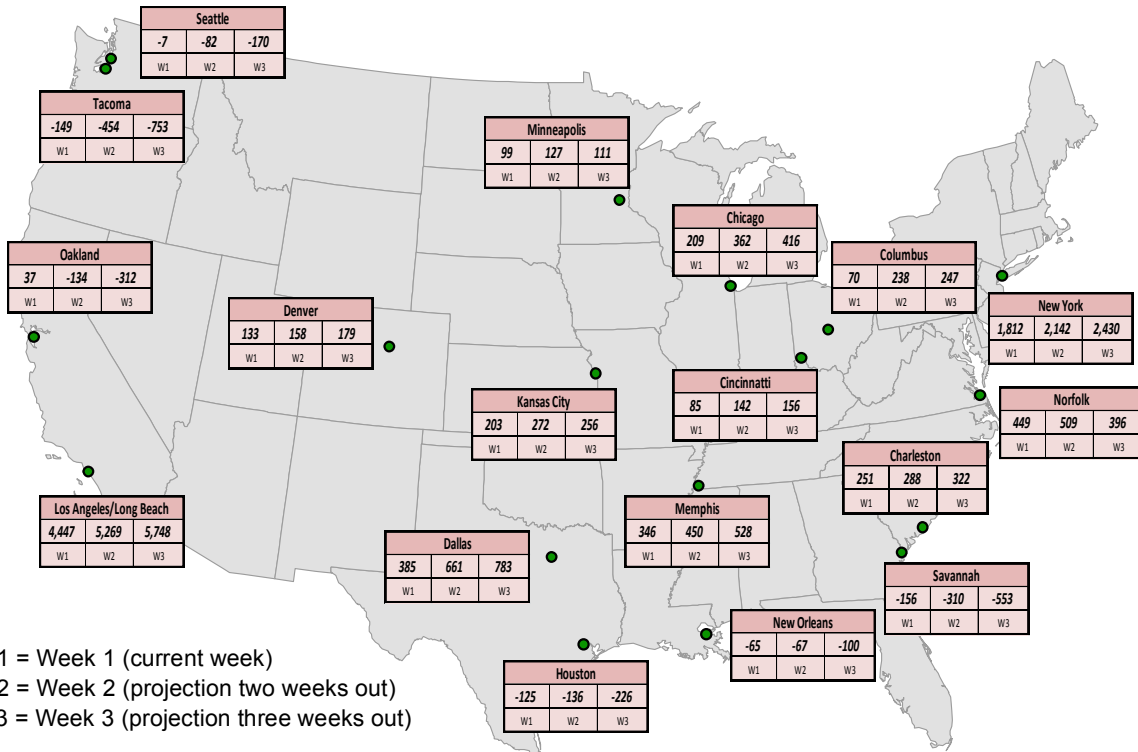 Seattle
-7 -82 -170
W1 W2 W3
Tacoma
-149 -454 -753
W1 W2 W3
Minneapolis
99 127 111
W1 W2 W3
Chicago
209 362 416
W1 W2 W3
Oakland
37 -134 -312
W1 W2 W3
Columbus
70 238 247
W1 W2 W3
Denver
133 158 179
W1 W2 W3
New York
1,812 2,142 2,430
W1 W2 W3
Kansas City
203 272 256
W1 W2 W3
Cincinnatti
85 142 156
W1 W2 W3
Norfolk
449 509 396
W1 W2 W3
Charleston
251 288 322
W1 W2 W3
Los Angeles/Long Beach
4,447 5,269 5,748
W1 W2 W3
Memphis
346 450 528
W1 W2 W3
Dallas
385 661 783
W1 W2 W3
Savannah
-156 -310 -553
W1 W2 W3
New Orleans
-65 -67 -100
W1 W2 W3
Houston
-125 -136 -226
W1 W2 W3
1 = Week 1 (current week)
2 = Week 2 (projection two weeks out)
3 = Week 3 (projection three weeks out)